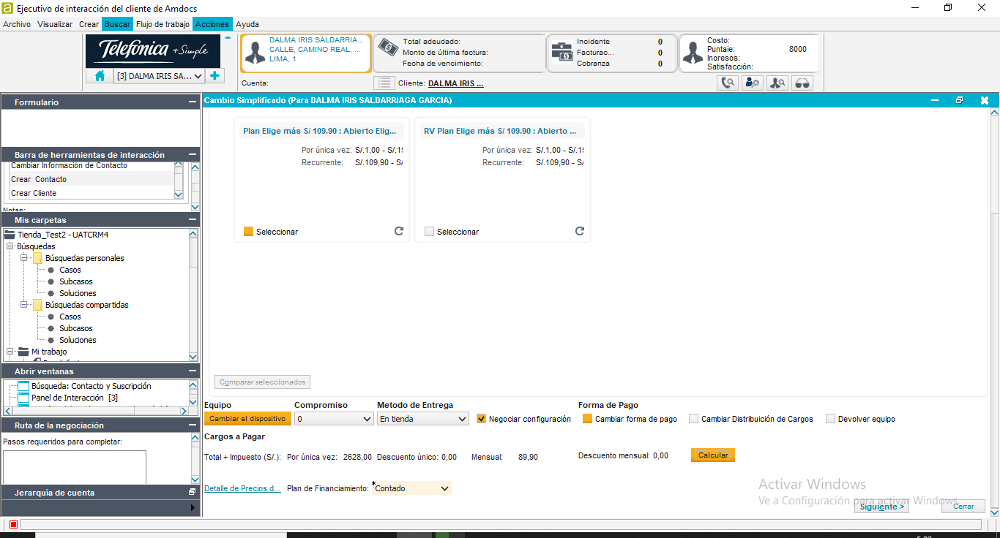 Ejecutivo de interacción del cliente de Amdocs
Archivo Visualizar Crear Buscar Flujo de trabajo Acciones Ayuda
Telefónica +Simple
[3] DALMA IRIS SA...
DALMA IRIS SALDARRIA...
CALLE, CAMINO REAL, ...
LIMA, 1
Total adeudado:
Monto de última factura:
Fecha de vencimiento:
Incidente 0
Facturac... 0
Cobranza 0
Costo:
Puntaje: 8000
Ingresos:
Satisfacción:
Cuenta:
Cliente: DALMA IRIS ...
Formulario
Barra de herramientas de interacción
Cambiar Información de Contacto
Crear Contacto
Crear Cliente
Notas:
Mis carpetas
Tienda_Test2 - UATCRM4
Búsquedas
Búsquedas personales
Casos
Subcasos
Soluciones
Búsquedas compartidas
Casos
Subcasos
Soluciones
Mi trabajo
Abrir ventanas
Búsqueda: Contacto y Suscripción
Panel de Interacción [3]
Ruta de la negociación
Pasos requeridos para completar:
Jerarquía de cuenta
Cambio Simplificado (Para DALMA IRIS SALDARRIAGA GARCIA)
Plan Elige más S/ 109.90 : Abierto Elig...
Por única vez: S/.1,00 - S/.1
Recurrente: S/.109,90 - S/
Seleccionar
RV Plan Elige más S/ 109.90 : Abierto ...
Por única vez: S/.1,00 - S/.1
Recurrente: S/.109,90 - S/
Seleccionar
Comparar seleccionados
Equipo Compromiso Metodo de Entrega Forma de Pago
Cambiar el dispositivo 0 En tienda Negociar configuración Cambiar forma de pago Cambiar Distribuición de Cargos Devolver equipo
Cargos a Pagar
Total + Impuesto (S/.): Por única vez: 2628,00 Descuento único: 0,00 Mensual: 89,90 Descuento mensual: 0,00 Calcular
Detalle de Precios d... Plan de Financiamiento: *Contado
Activar Windows
Ve a Configuración para activar Windows.
Siguiente > Cerrar